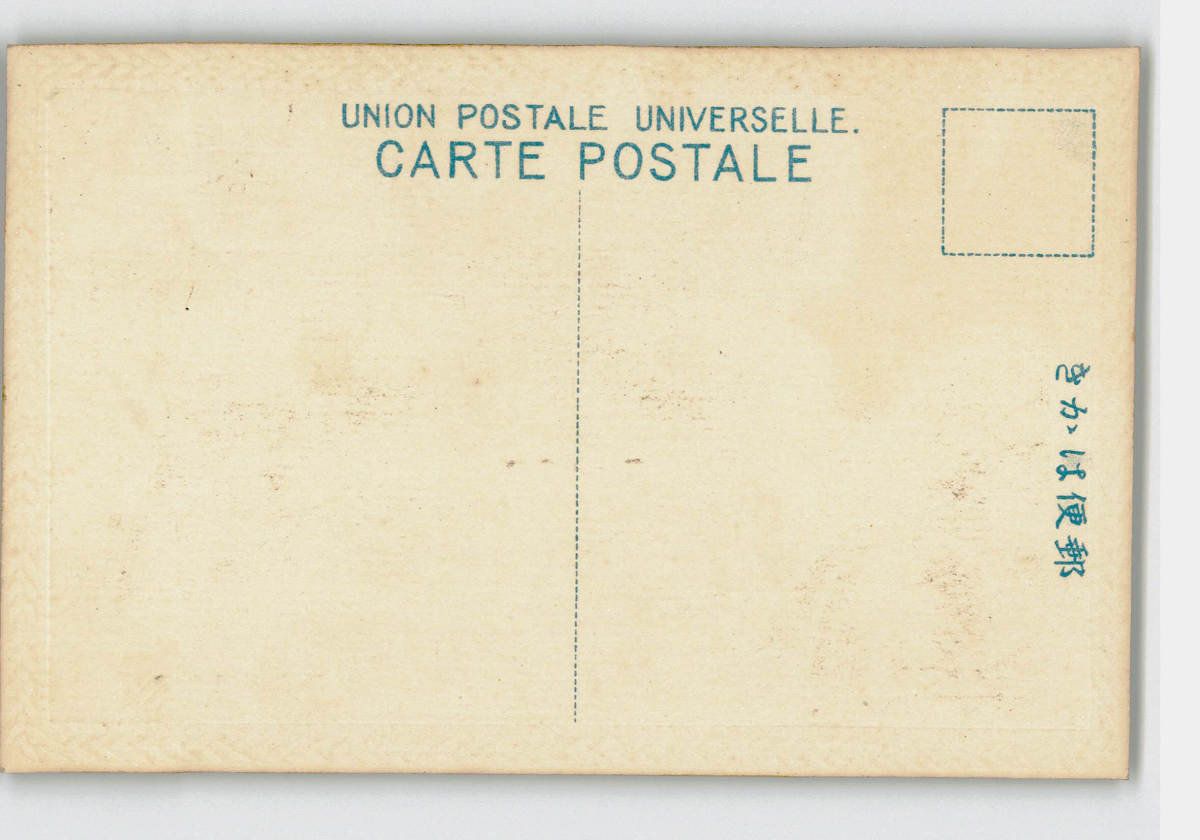 UNION POSTALE UNIVERSELLE.
CARTE POSTALE
郵便はかき